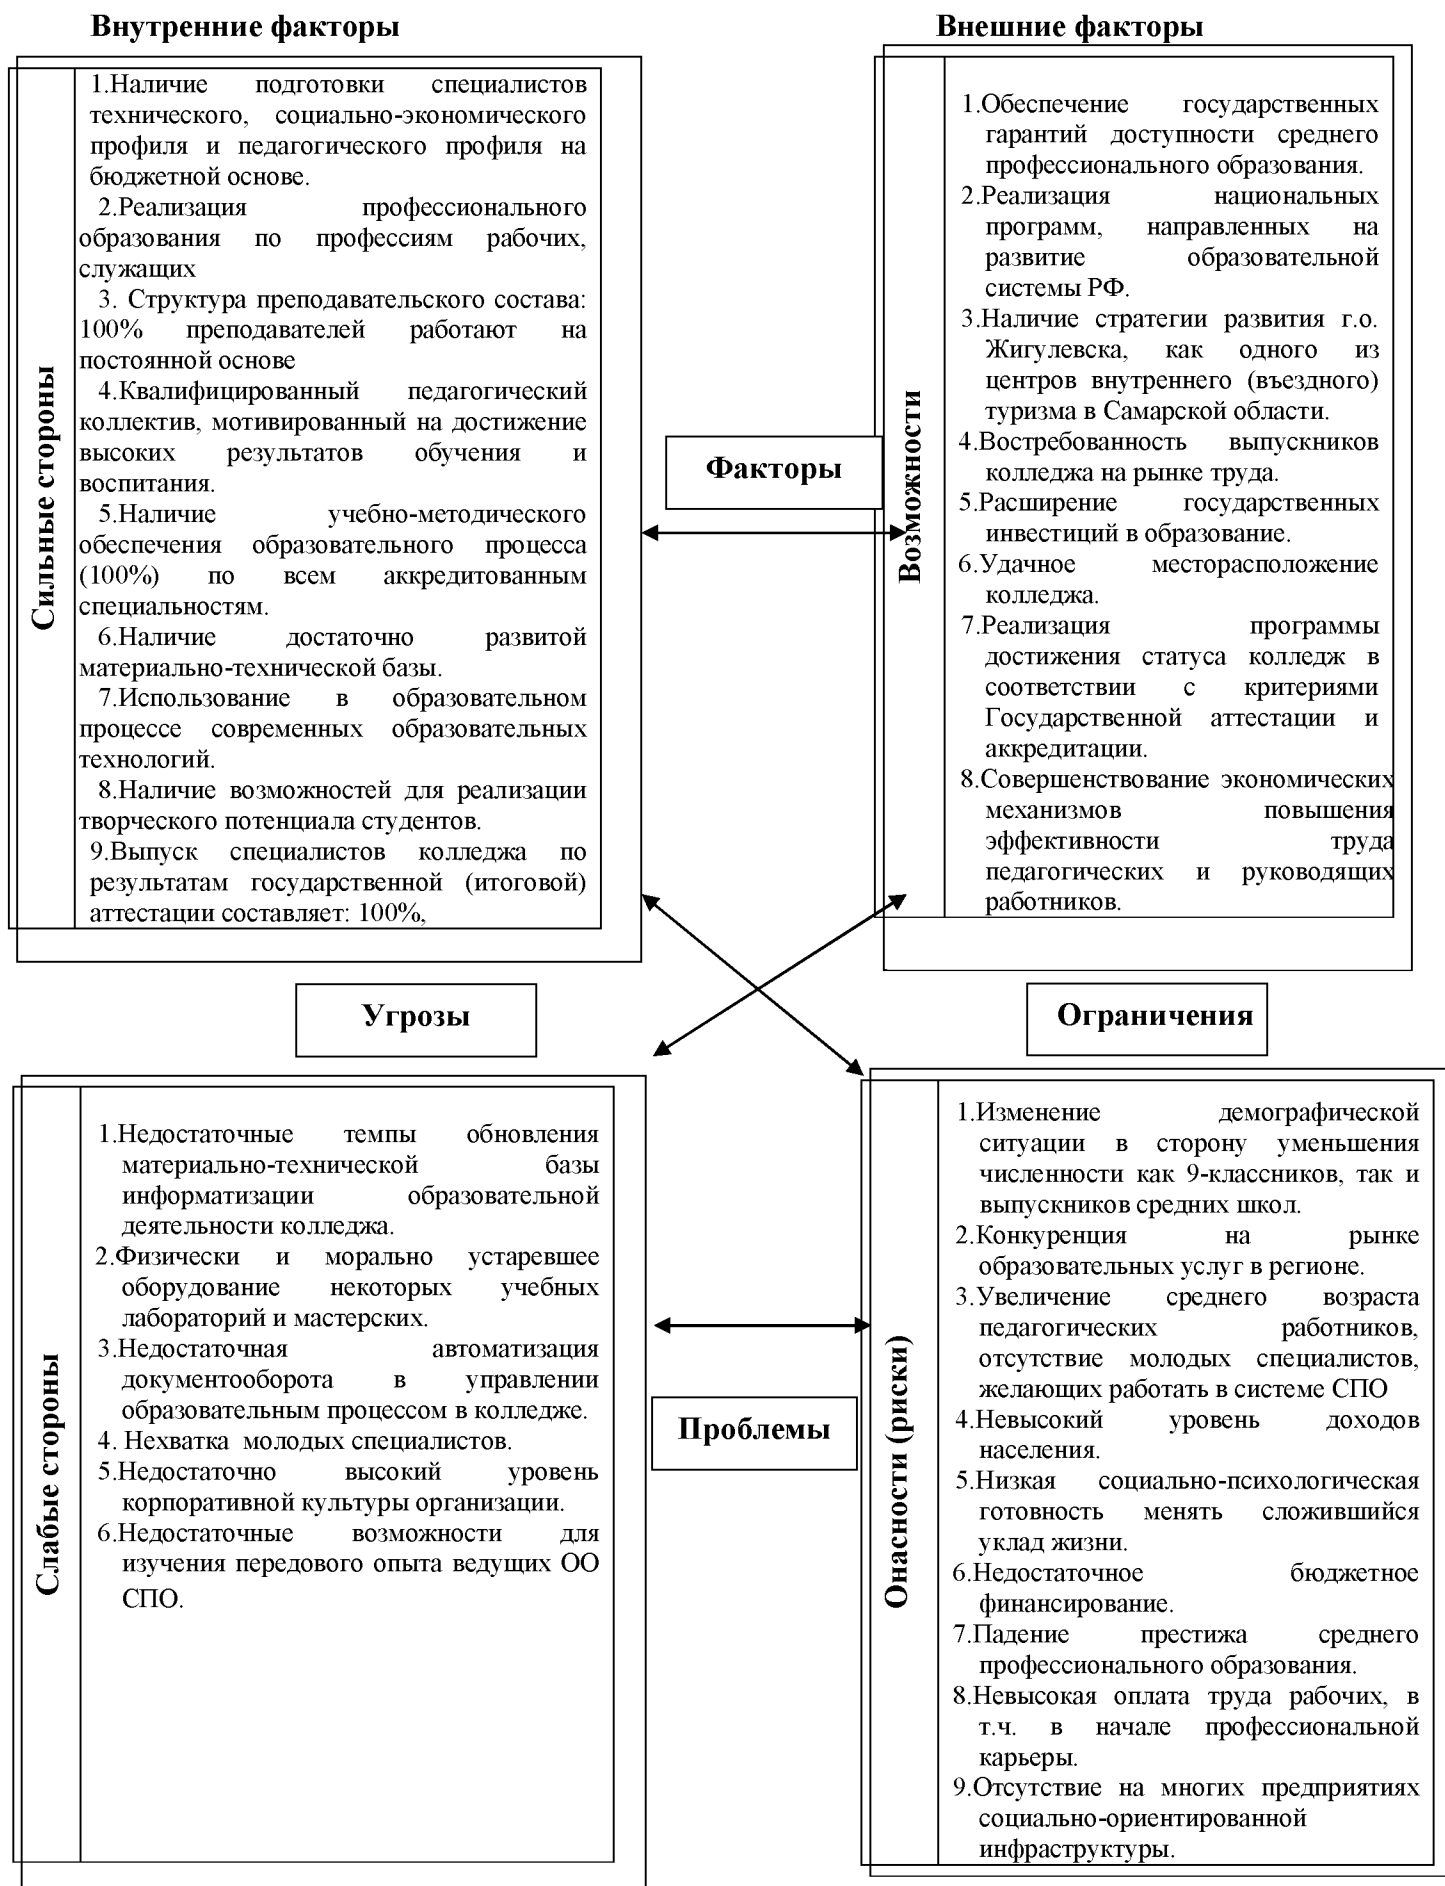 Внутренние факторы
Внешние факторы
Сильные стороны
1.Наличие подготовки специалистов
технического, социально-экономического
профиля и педагогического профиля на
бюджетной основе.
2.Реализация профессионального
образования по профессиям рабочих,
служащих
3. Структура преподавательского состава:
100% преподавателей работают на
постоянной основе
4.Квалифицированный педагогический
коллектив, мотивированный на достижение
высоких результатов обучения и
воспитания.
5.Наличие учебно-методического
обеспечения образовательного процесса
(100%) по всем аккредитованным
специальностям.
6.Наличие достаточно развитой
материально-технической базы.
7.Использование в образовательном
процессе современных образовательных
технологий.
8.Наличие возможностей для реализации
творческого потенциала студентов.
9.Выпуск специалистов колледжа по
результатам государственной (итоговой)
аттестации составляет: 100%,
Факторы
Возможности
1.Обеспечение государственных
гарантий доступности среднего
профессионального образования.
2.Реализация национальных
программ, направленных на
развитие образовательной
системы РФ.
3.Наличие стратегии развития г.о.
Жигулевска, как одного из
центров внутреннего (въездного)
туризма в Самарской области.
4.Востребованность выпускников
колледжа на рынке труда.
5.Расширение государственных
инвестиций в образование.
6.Удачное месторасположение
колледжа.
7.Реализация программы
достижения статуса колледж в
соответствии с критериями
Государственной аттестации и
аккредитации.
8.Совершенствование экономических
механизмов повышения
эффективности труда
педагогических и руководящих
работников.
Угрозы
Ограничения
Слабые стороны
1.Недостаточные темпы обновления
материально-технической базы
информатизации образовательной
деятельности колледжа.
2.Физически и морально устаревшее
оборудование некоторых учебных
лабораторий и мастерских.
3.Недостаточная автоматизация
документооборота в управлении
образовательным процессом в колледже.
4. Нехватка молодых специалистов.
5.Недостаточно высокий уровень
корпоративной культуры организации.
6.Недостаточные возможности для
изучения передового опыта ведущих ОО
СПО.
Проблемы
Онасности (риски)
1.Изменение демографической
ситуации в сторону уменьшения
численности как 9-классников, так и
выпускников средних школ.
2.Конкуренция на рынке
образовательных услуг в регионе.
3.Увеличение среднего возраста
педагогических работников,
отсутствие молодых специалистов,
желающих работать в системе СПО
4.Невысокий уровень доходов
населения.
5.Низкая социально-психологическая
готовность менять сложившийся
уклад жизни.
6.Недостаточное бюджетное
финансирование.
7.Падение престижа среднего
профессионального образования.
8.Невысокая оплата труда рабочих, в
т.ч. в начале профессиональной
карьеры.
9.Отсутствие на многих предприятиях
социально-ориентированной
инфраструктуры.